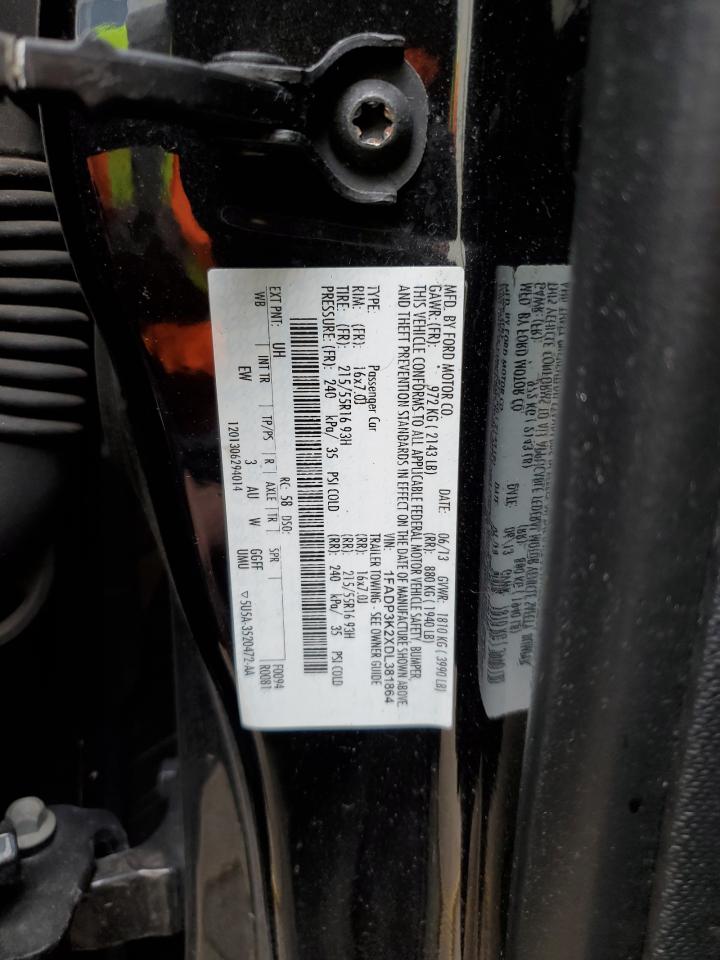 MFD. BY FORD MOTOR CO.
DATE: 06/13 GVWR: 1810 KG ( 3990 LB)
GAWR: (FR): 972 KG ( 2143 LB) (RR): 880 KG ( 1940 LB)
THIS VEHICLE CONFORMS TO ALL APPLICABLE FEDERAL MOTOR VEHICLE SAFETY, BUMPER,
AND THEFT PREVENTION STANDARDS IN EFFECT ON THE DATE OF MANUFACTURE SHOWN ABOVE.
VIN: 1FADP3K2XDL381864
TYPE: Passenger Car TRAILER TOWING - SEE OWNER GUIDE
RIM: (FR): 16x7.0J (RR): 16x7.0J
TIRE: (FR): 215/55R16 93H (RR): 215/55R16 93H
PRESSURE: (FR): 240 kPa/ 35 PSI COLD (RR): 240 kPa/ 35 PSI COLD
RC: 58 DSO: F0094
EXT PNT: UH R0081
WB INT TR TP/PS R AXLE TR SPR
EW 3 AU W GGFF UMU
1201306294014 ▽ 5U5A-3520472-AA